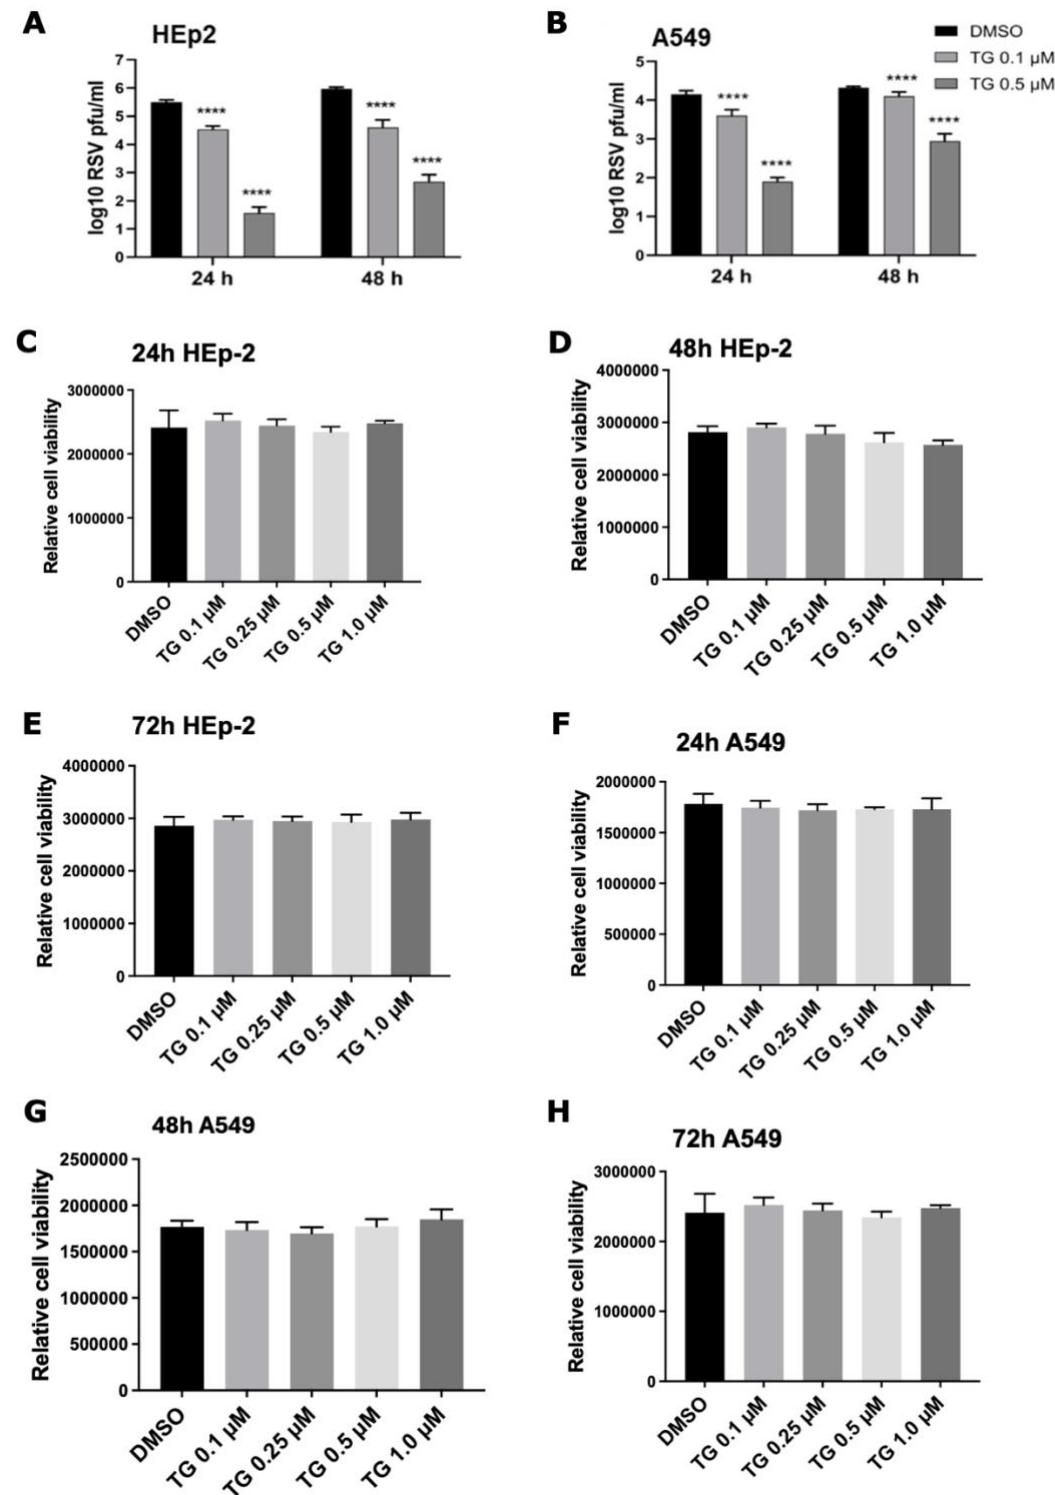 A
HEp2
log10 RSV pfu/ml
7
6
5
4
3
2
1
0
****
****
****
****
24 h
48 h
B
A549
DMSO
TG 0.1 µM
TG 0.5 µM
log10 RSV pfu/ml
5
4
3
2
1
0
****
****
****
****
24 h
48 h
C
24h HEp-2
Relative cell viability
3000000
2000000
1000000
0
DMSO
TG 0.1 µM
TG 0.25 µM
TG 0.5 µM
TG 1.0 µM
D
48h HEp-2
Relative cell viability
4000000
3000000
2000000
1000000
0
DMSO
TG 0.1 µM
TG 0.25 µM
TG 0.5 µM
TG 1.0 µM
E
72h HEp-2
Relative cell viability
4000000
3000000
2000000
1000000
0
DMSO
TG 0.1 µM
TG 0.25 µM
TG 0.5 µM
TG 1.0 µM
F
24h A549
Relative cell viability
2000000
1500000
1000000
500000
0
DMSO
TG 0.1 µM
TG 0.25 µM
TG 0.5 µM
TG 1.0 µM
G
48h A549
Relative cell viability
2500000
2000000
1500000
1000000
500000
0
DMSO
TG 0.1 µM
TG 0.25 µM
TG 0.5 µM
TG 1.0 µM
H
72h A549
Relative cell viability
3000000
2000000
1000000
0
DMSO
TG 0.1 µM
TG 0.25 µM
TG 0.5 µM
TG 1.0 µM